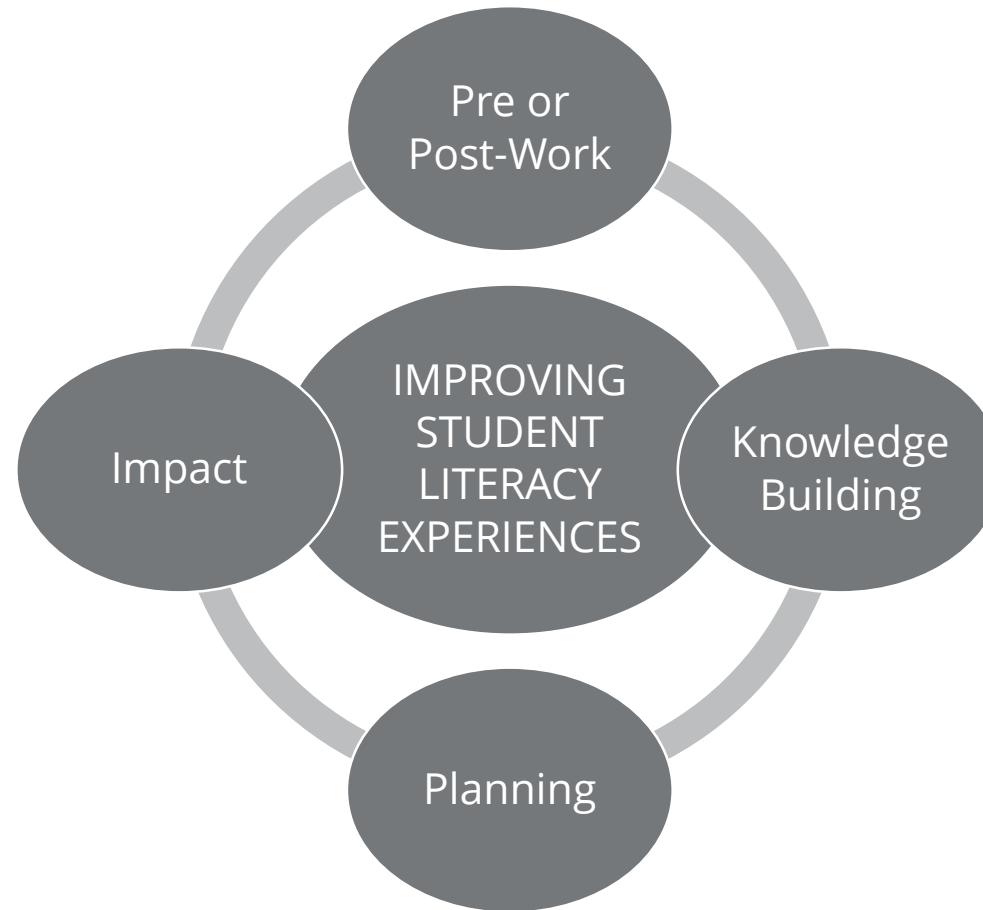 Pre or
Post-Work
IMPROVING
STUDENT
LITERACY
EXPERIENCES
Impact
Knowledge
Building
Planning